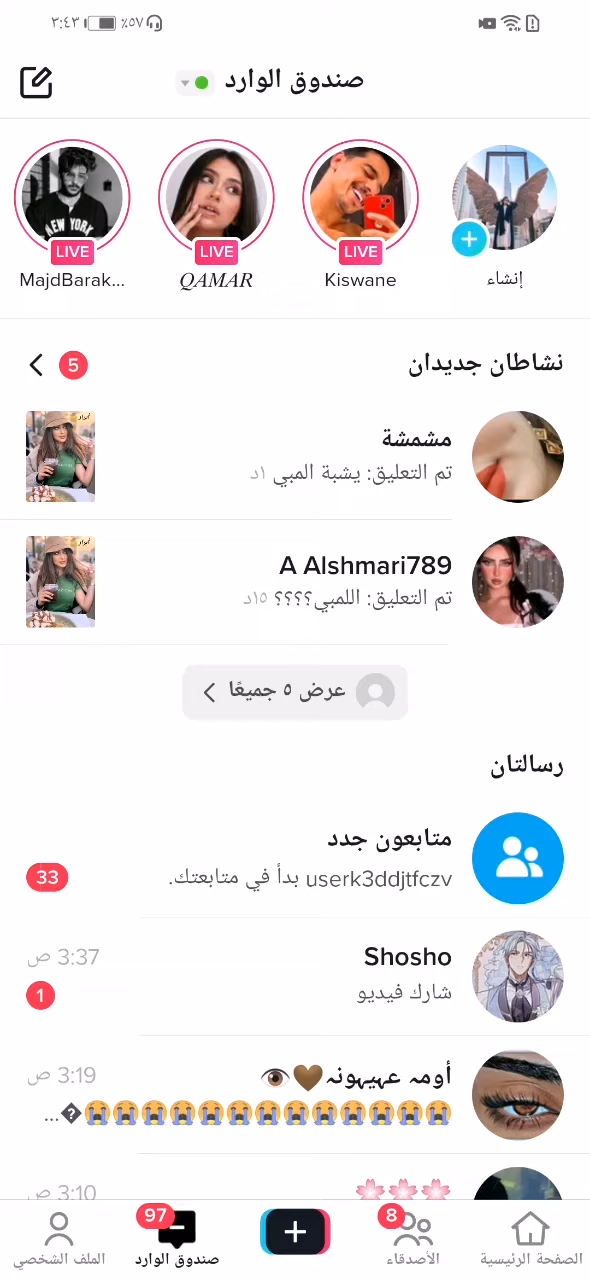 ٣:٤٣
٪٥٧
صندوق الوارد
LIVE
LIVE
LIVE
إنشاء
Kiswane
QAMAR
MajdBarak...
نشاطان جديدان
5
مشمشة
تم التعليق: يشبة المبي ١د
A Alshmari789
تم التعليق: اللمبي؟؟؟؟ ١٥د
عرض ٥ جميعًا
رسالتان
متابعون جدد
userk3ddjtfczv بدأ في متابعتك.
33
Shosho
3:37 ص
شارك فيديو
1
أومہ عہيہونہ🤎👁️
3:19 ص
😭😭😭😭😭😭😭😭😭😭😭😭😭�...
🌸🌸🌸
3:10 ص
الصفحة الرئيسية
8
الأصدقاء
97
صندوق الوارد
الملف الشخصي